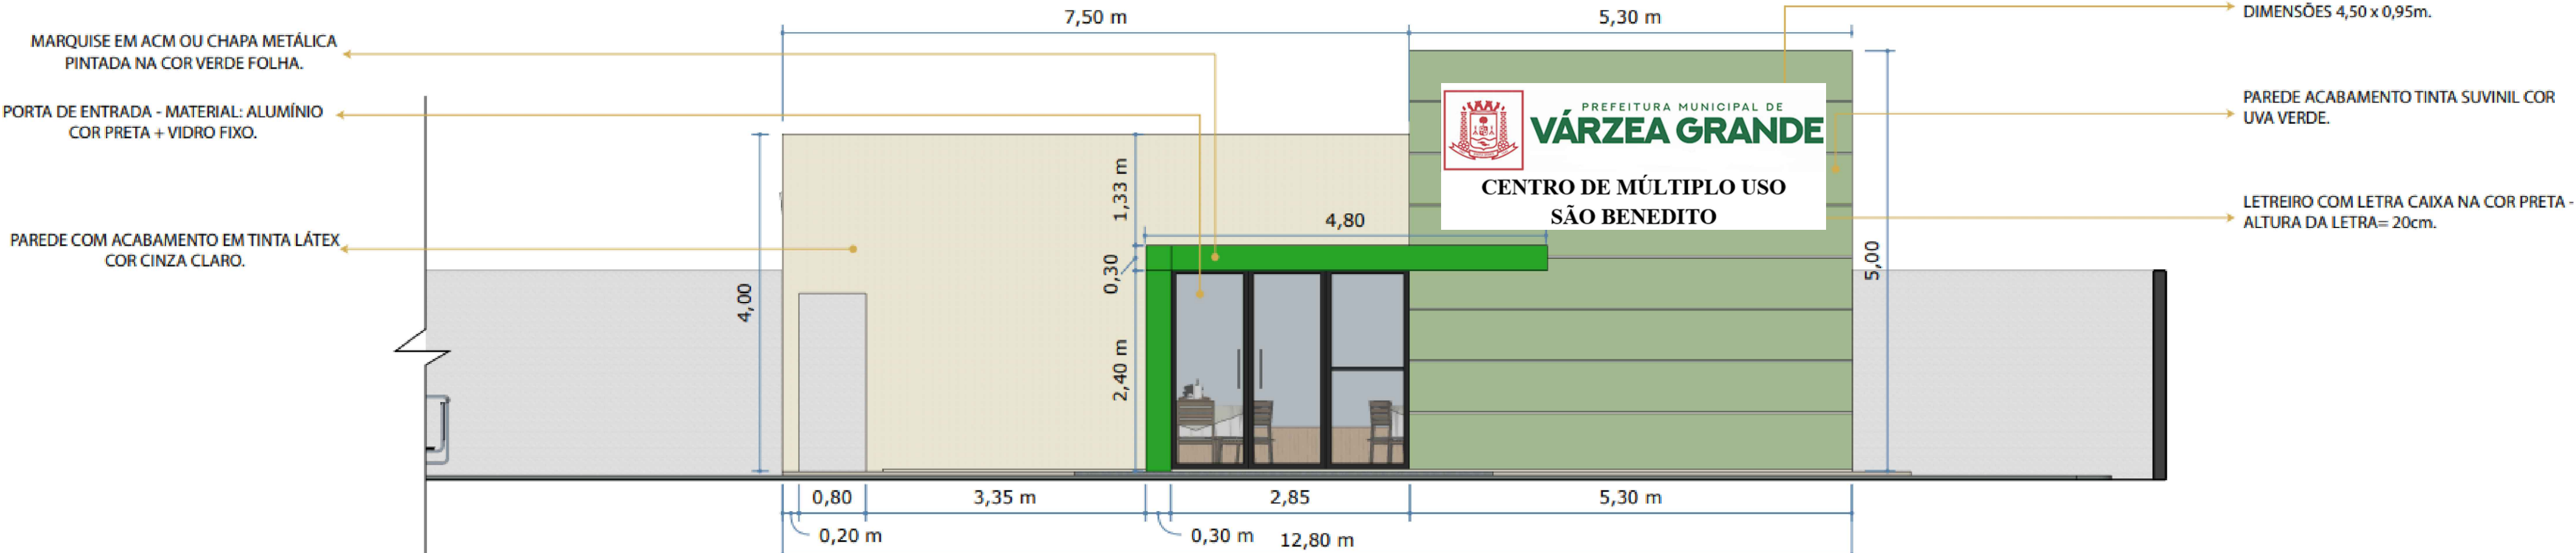 7,50 m
5,30 m
DIMENSÕES 4,50 x 0,95m.
MARQUISE EM ACM OU CHAPA METÁLICA
PINTADA NA COR VERDE FOLHA.
PORTA DE ENTRADA - MATERIAL: ALUMÍNIO
COR PRETA + VIDRO FIXO.
PAREDE COM ACABAMENTO EM TINTA LÁTEX
COR CINZA CLARO.
PREFEITURA MUNICIPAL DE
VÁRZEA GRANDE
CENTRO DE MÚLTIPLO USO
SÃO BENEDITO
PAREDE ACABAMENTO TINTA SUVINIL COR
UVA VERDE.
LETREIRO COM LETRA CAIXA NA COR PRETA -
ALTURA DA LETRA= 20cm.
1,33 m
4,80
0,30
4,00
2,40 m
5,00
0,80
3,35 m
2,85
5,30 m
0,20 m
0,30 m
12,80 m